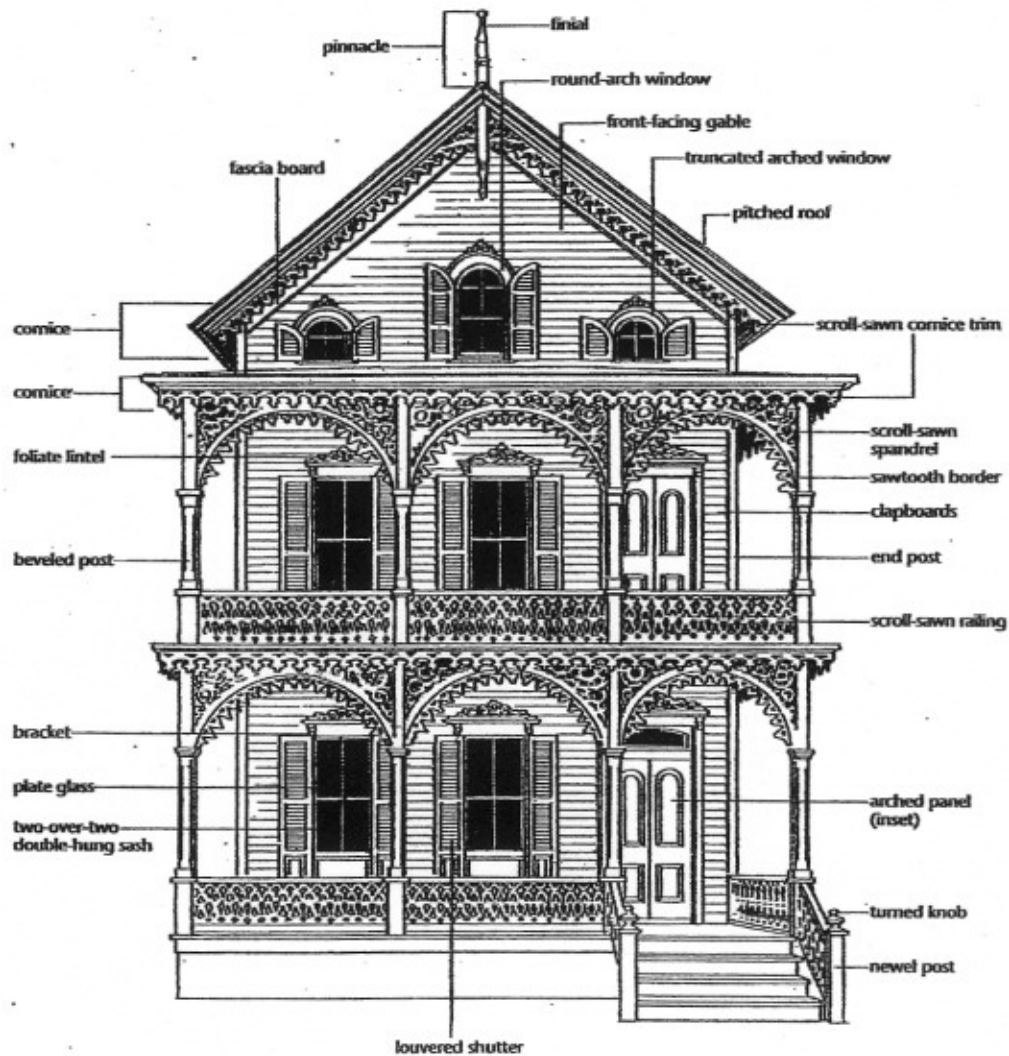 finial
pinnacle
round-arch window
front-facing gable
truncated arched window
fascia board
pitched roof
cornice
scroll-sawn cornice trim
cornice
scroll-sawn
spandrel
foliate lintel
sawtooth border
clapboards
beveled post
end post
scroll-sawn railing
bracket
plate glass
arched panel
(inset)
two-over-two
double-hung sash
turned knob
newel post
louvered shutter